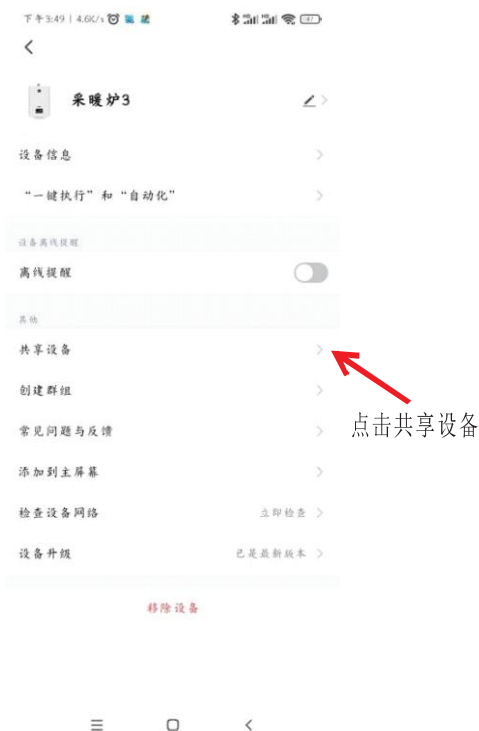 下午3:49 | 4.6K/s
采暖炉3
设备信息
“一键执行”和“自动化”
设备离线提醒
离线提醒
其他
共享设备
点击共享设备
创建群组
常见问题与反馈
添加到主屏幕
检查设备网络 立即检查
设备升级 已是最新版本
移除设备